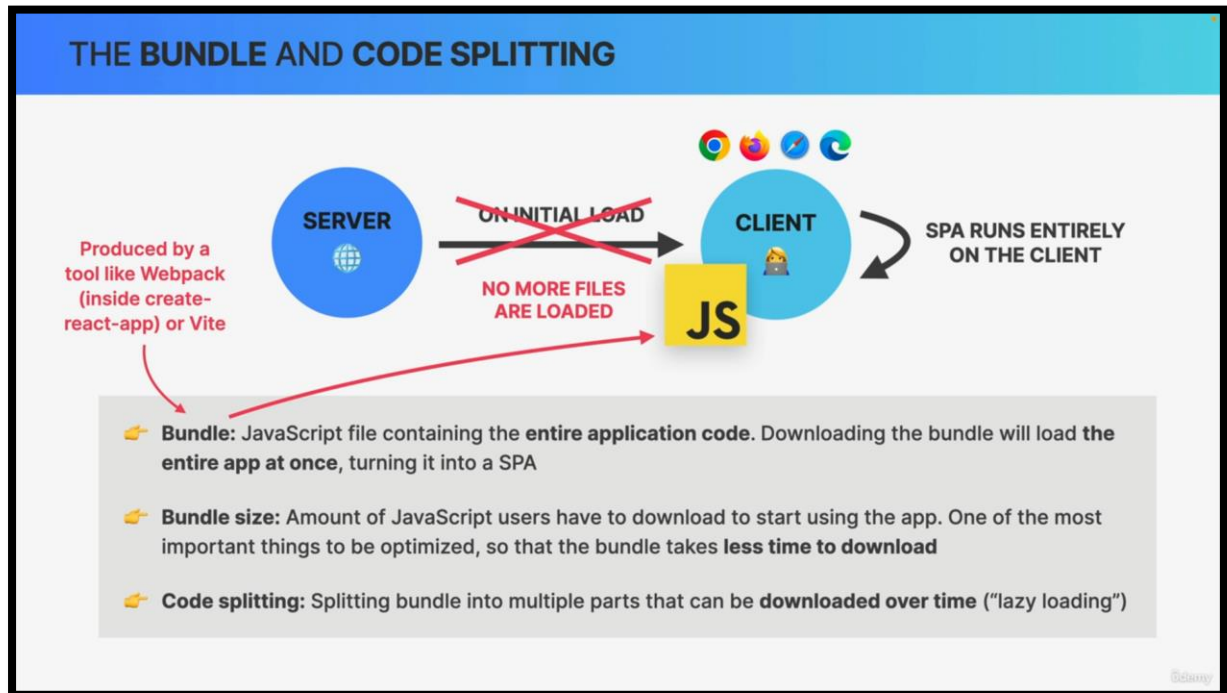 THE BUNDLE AND CODE SPLITTING
SERVER
ON INITIAL LOAD
CLIENT
SPA RUNS ENTIRELY
ON THE CLIENT
Produced by a
tool like Webpack
(inside create-
react-app) or Vite
NO MORE FILES
ARE LOADED
JS
Bundle: JavaScript file containing the entire application code. Downloading the bundle will load the
entire app at once, turning it into a SPA
Bundle size: Amount of JavaScript users have to download to start using the app. One of the most
important things to be optimized, so that the bundle takes less time to download
Code splitting: Splitting bundle into multiple parts that can be downloaded over time (“lazy loading”)
Udemy